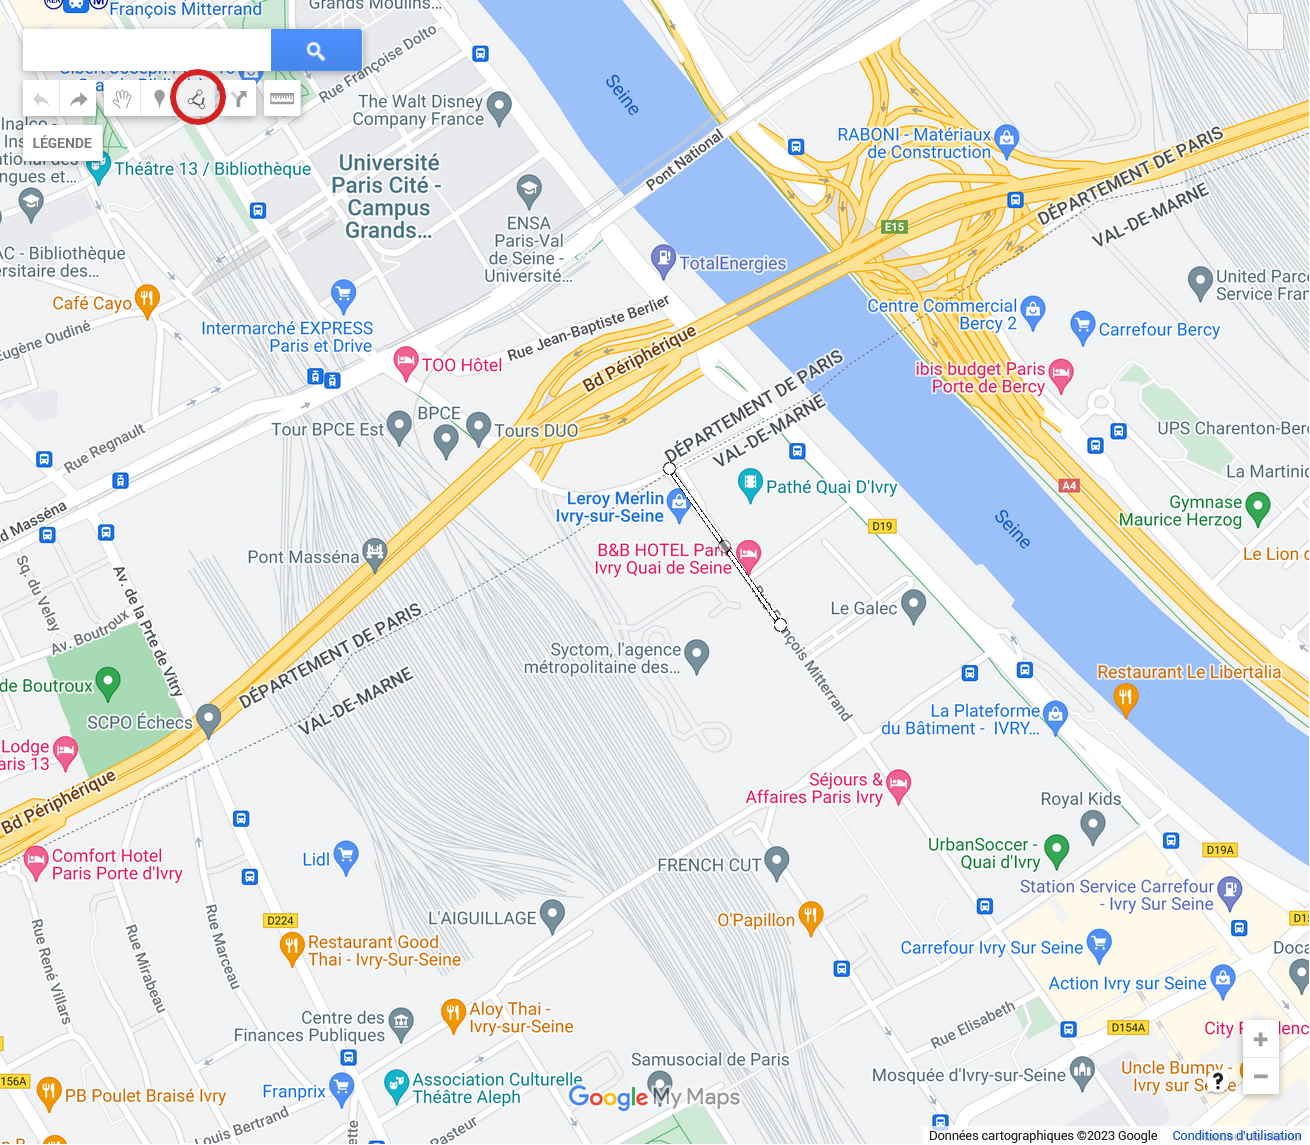 François Mitterrand
Grands Moulins...
Rue Françoise Dolto
LÉGENDE
Théâtre 13 / Bibliothèque
The Walt Disney
Company France
Université
Paris Cité -
Campus
Grands...
ENSA
Paris-Val
de Seine -
Université...
Seine
Pont National
RABONI - Matériaux
de Construction
DÉPARTEMENT DE PARIS
VAL-DE-MARNE
E15
TotalEnergies
United Parc
Service Fran
AC - Bibliothèque
ersitaire des...
Café Cayo
Eugène Oudiné
Intermarché EXPRESS
Paris et Drive
TOO Hôtel
Rue Jean-Baptiste Berlier
Bd Périphérique
Centre Commercial
Bercy 2
Carrefour Bercy
ibis budget Paris
Porte de Bercy
DÉPARTEMENT DE PARIS
VAL-DE-MARNE
BPCE
Tour BPCE Est
Tours DUO
Rue Regnault
UPS Charenton-Berc
La Martinic
A4
Gymnase
Maurice Herzog
Le Lion d
Leroy Merlin
Ivry-sur-Seine
Pathé Quai D'Ivry
D19
Seine
d Masséna
Pont Masséna
B&B HOTEL Paris
Ivry Quai de Seine
Le Galec
Sq. du Velay
Av. de la Prte de Vitry
Av. Boutroux
de Boutroux
SCPO Échecs
DÉPARTEMENT DE PARIS
VAL-DE-MARNE
Syctom, l'agence
métropolitaine des...
François Mitterrand
Restaurant Le Libertalia
La Plateforme
du Bâtiment - IVRY...
Lodge
aris 13
Bd Périphérique
Séjours &
Affaires Paris Ivry
Royal Kids
UrbanSoccer -
Quai d'Ivry
D19A
Comfort Hotel
Paris Porte d'Ivry
Lidl
FRENCH CUT
Station Service Carrefour
- Ivry Sur Seine
D224
L'AIGUILLAGE
O'Papillon
D1
Restaurant Good
Thai - Ivry-Sur-Seine
Carrefour Ivry Sur Seine
Doca
Action Ivry sur Seine
Rue René Villars
Rue Mirabeau
Rue Marceau
Centre des
Finances Publiques
Aloy Thai -
Ivry-sur-Seine
Rue Elisabeth
D154A
156A
Samusocial de Paris
Mosquée d'Ivry-sur-Seine
Uncle Bumpy -
Ivry sur Seine
PB Poulet Braisé Ivry
Franprix
Association Culturelle
Théâtre Aleph
Google My Maps
Louis Bertrand
Pasteur
Données cartographiques ©2023 Google
Conditions d'utilisation